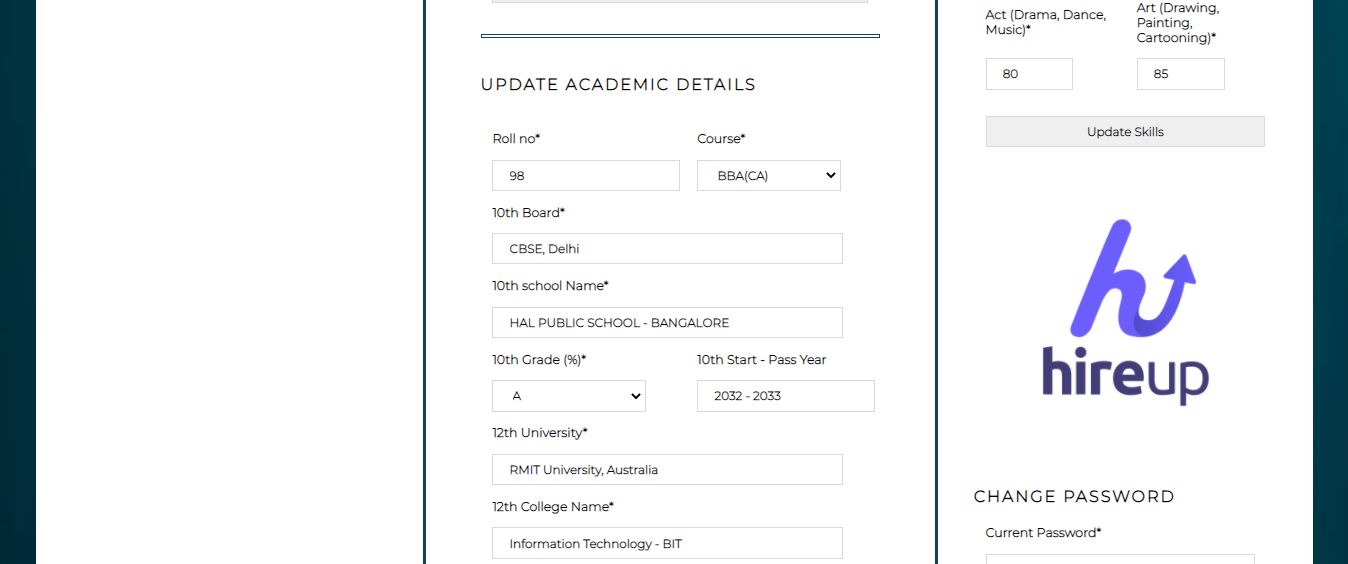 UPDATE ACADEMIC DETAILS
Roll no*
Course*
98
BBA(CA)
10th Board*
CBSE, Delhi
10th school Name*
HAL PUBLIC SCHOOL - BANGALORE
10th Grade (%)*
10th Start - Pass Year
A
2032 - 2033
12th University*
RMIT University, Australia
12th College Name*
Information Technology - BIT
Act (Drama, Dance,
Music)*
Art (Drawing,
Painting,
Cartooning)*
80
85
Update Skills
hireup
CHANGE PASSWORD
Current Password*